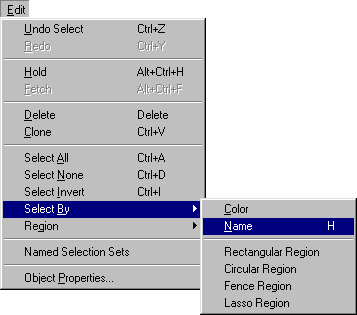 Edit
Undo Select Ctrl+Z
Redo Ctrl+Y
Hold Alt+Ctrl+H
Fetch Alt+Ctrl+F
Delete Delete
Clone Ctrl+V
Select All Ctrl+A
Select None Ctrl+D
Select Invert Ctrl+I
Select By
Region
Named Selection Sets
Object Properties...
Color
Name H
Rectangular Region
Circular Region
Fence Region
Lasso Region